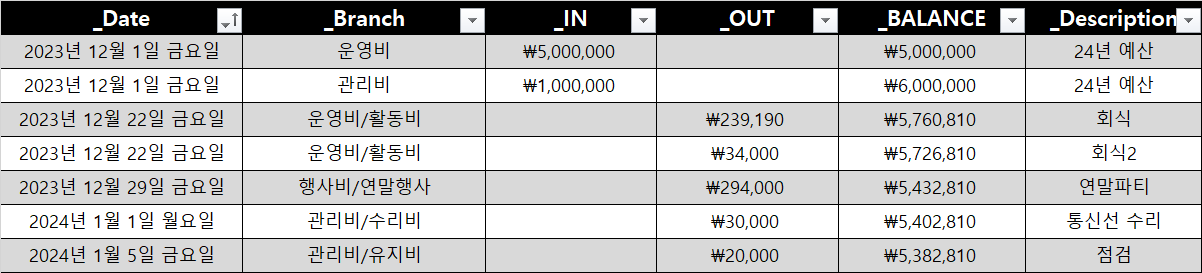 _Date _Branch _IN _OUT _BALANCE _Description
2023년 12월 1일 금요일 운영비 ₩5,000,000 ₩5,000,000 24년 예산
2023년 12월 1일 금요일 관리비 ₩1,000,000 ₩6,000,000 24년 예산
2023년 12월 22일 금요일 운영비/활동비 ₩239,190 ₩5,760,810 회식
2023년 12월 22일 금요일 운영비/활동비 ₩34,000 ₩5,726,810 회식2
2023년 12월 29일 금요일 행사비/연말행사 ₩294,000 ₩5,432,810 연말파티
2024년 1월 1일 월요일 관리비/수리비 ₩30,000 ₩5,402,810 통신선 수리
2024년 1월 5일 금요일 관리비/유지비 ₩20,000 ₩5,382,810 점검